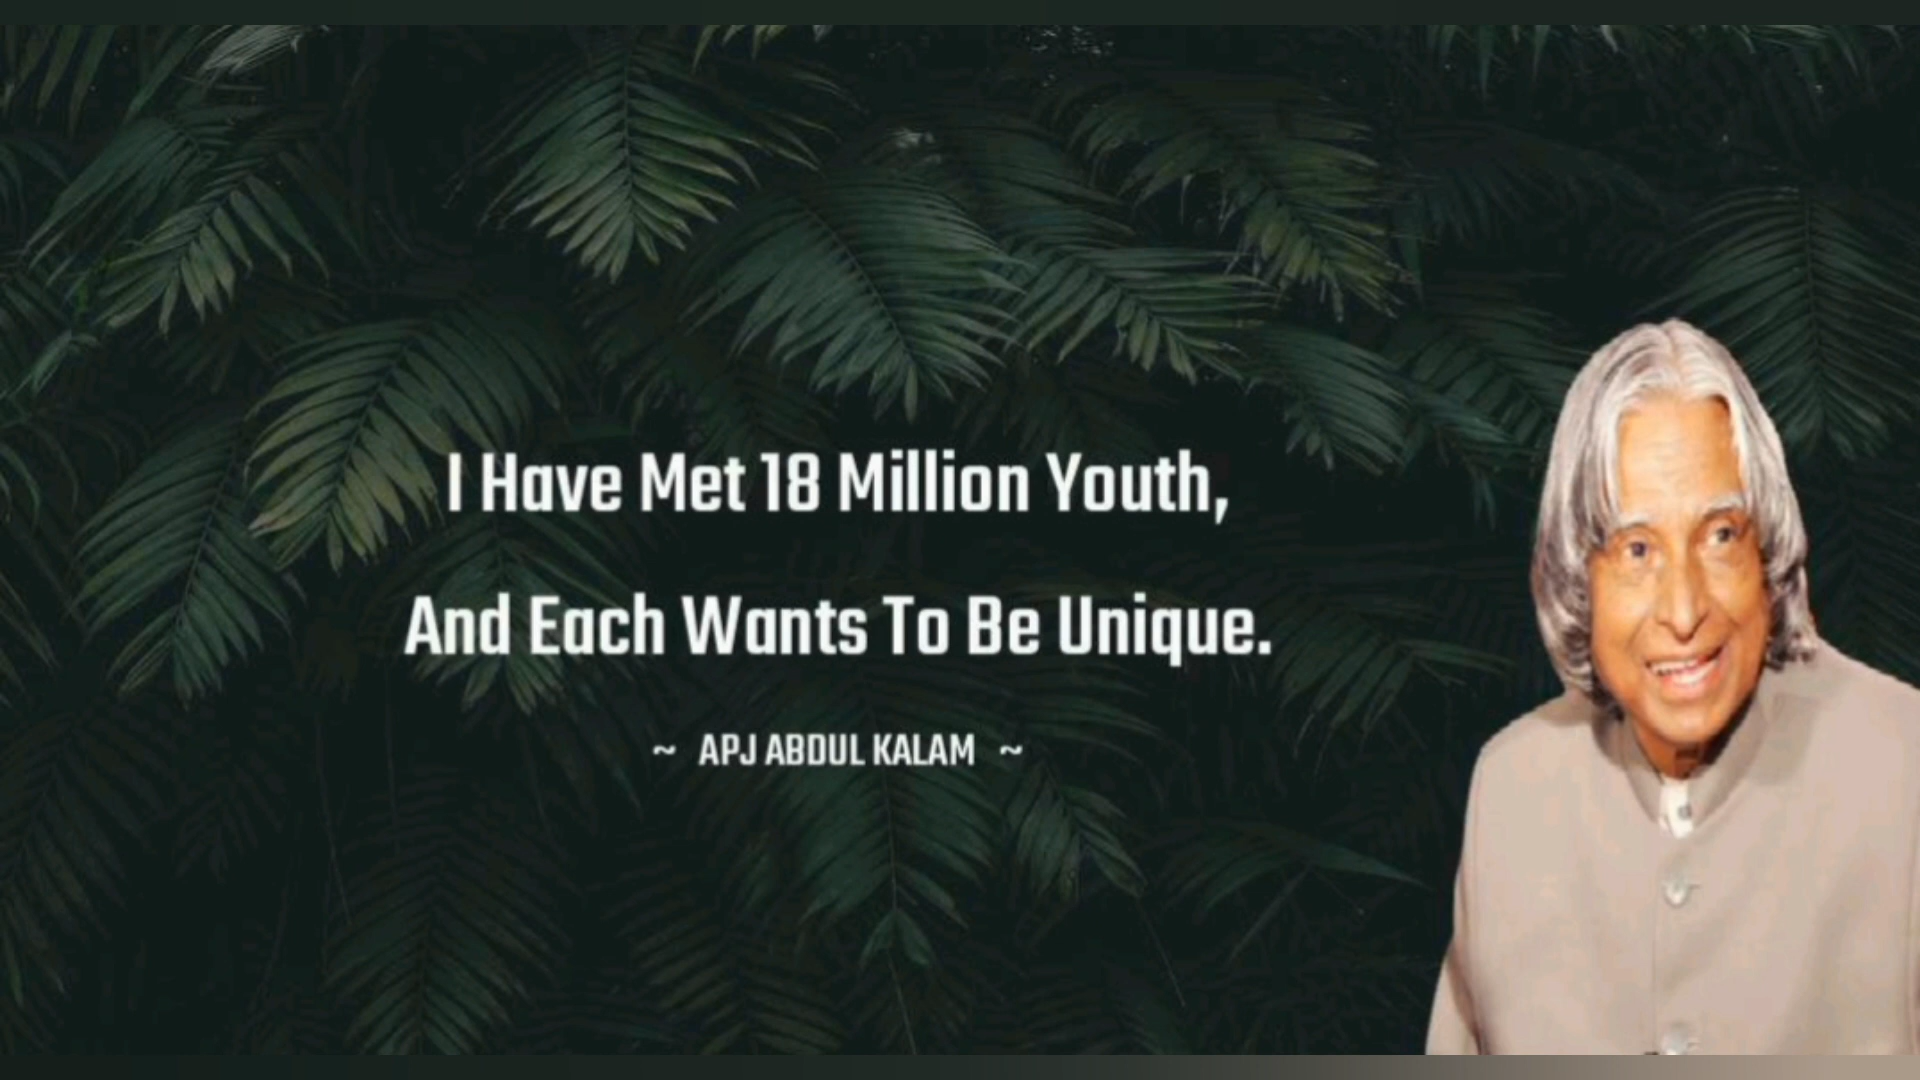 I Have Met 18 Million Youth,
And Each Wants To Be Unique.
~ APJ ABDUL KALAM ~